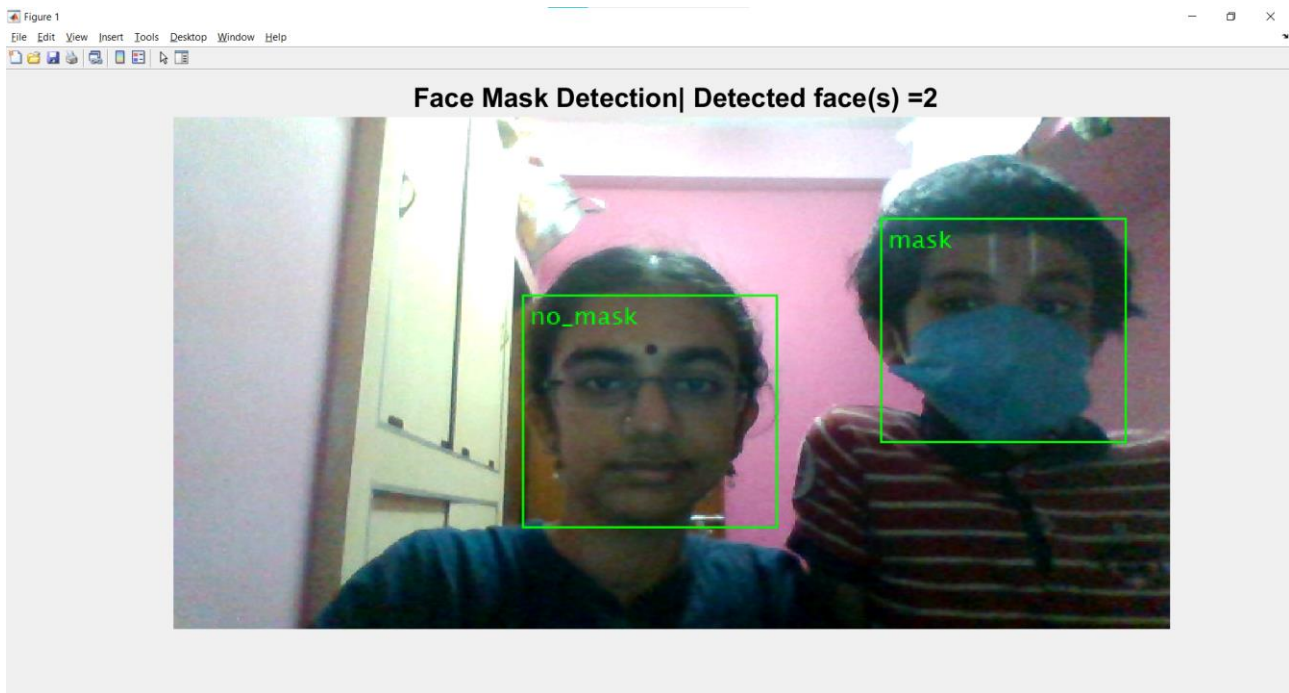 Figure 1
File Edit View Insert Tools Desktop Window Help
Face Mask Detection| Detected face(s) =2
mask
no_mask